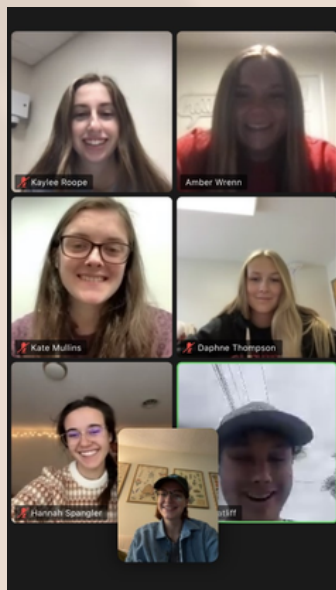 Kaylee Roope
Amber Wrenn
Kate Mullins
Daphne Thompson
Hannah Spangler